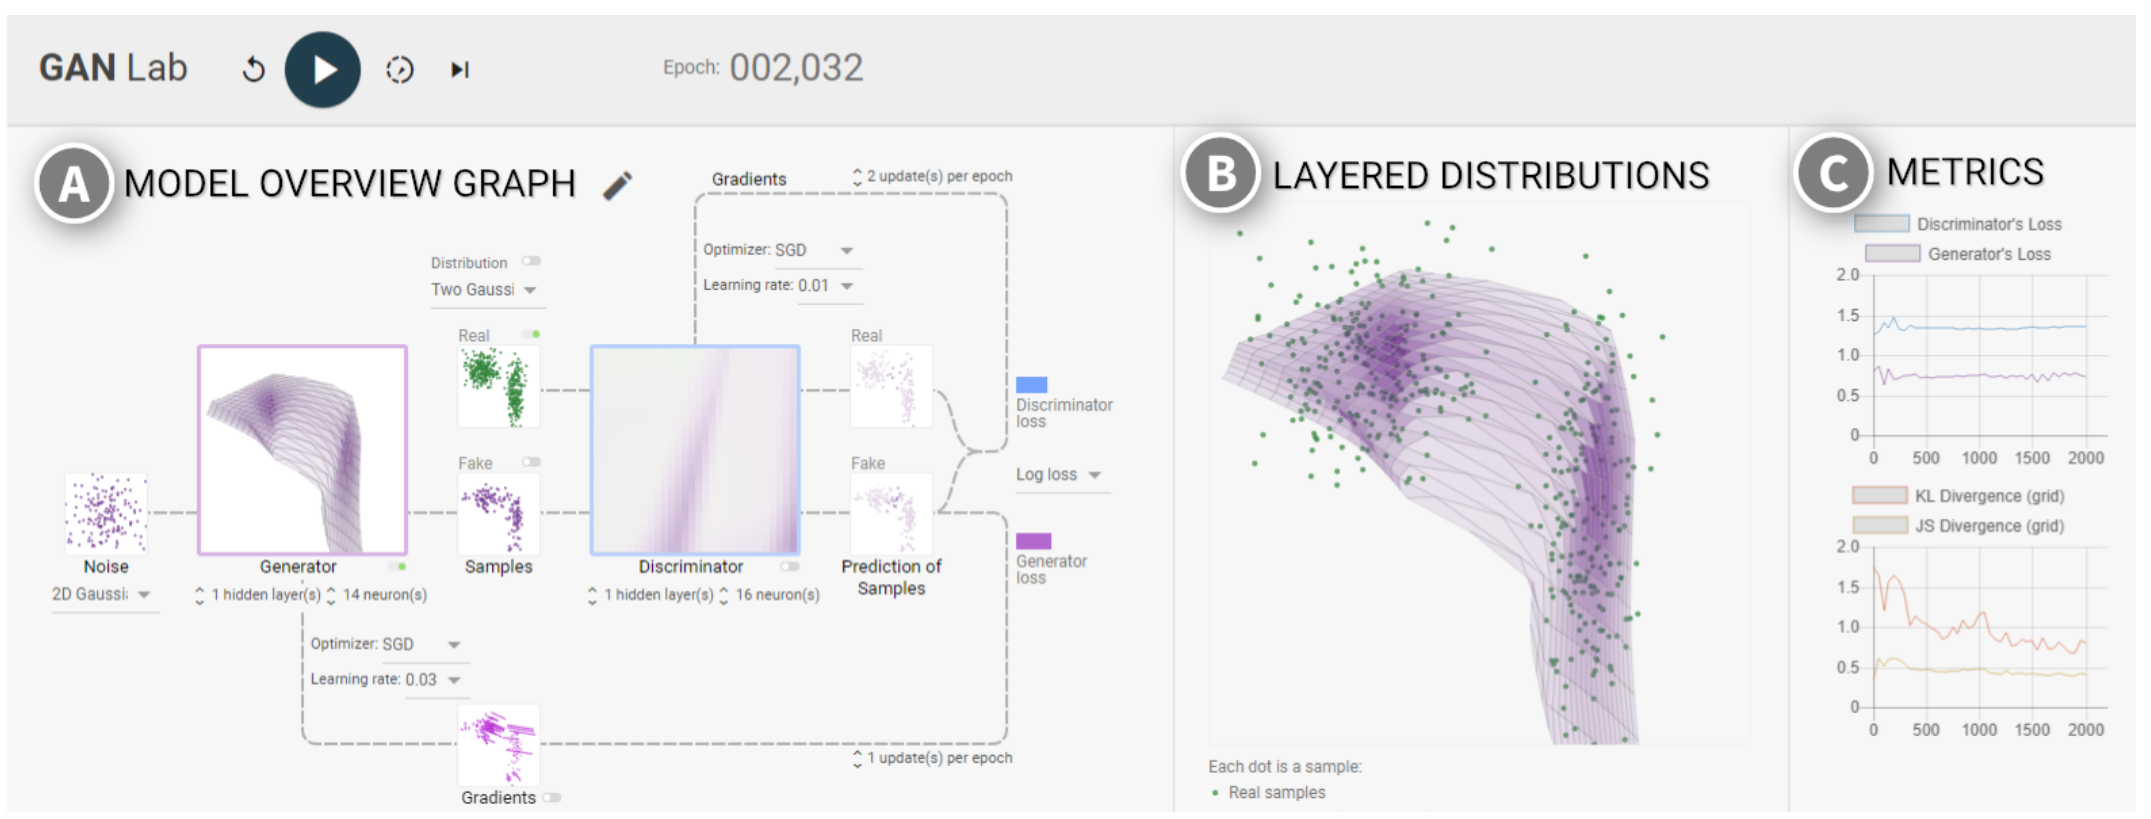 GAN Lab
Epoch: 002,032
A MODEL OVERVIEW GRAPH
Gradients
2 update(s) per epoch
Optimizer: SGD
Learning rate: 0.01
Distribution
Two Gaussi
Real
Real
Discriminator
loss
Fake
Fake
Log loss
Generator
loss
Noise
2D Gaussi
Generator
1 hidden layer(s) 14 neuron(s)
Samples
Discriminator
1 hidden layer(s) 16 neuron(s)
Prediction of
Samples
Optimizer: SGD
Learning rate: 0.03
1 update(s) per epoch
Gradients
B LAYERED DISTRIBUTIONS
Each dot is a sample:
Real samples
C METRICS
Discriminator's Loss
Generator's Loss
2.0
1.5
1.0
0.5
0
0 500 1000 1500 2000
KL Divergence (grid)
JS Divergence (grid)
2.0
1.5
1.0
0.5
0
0 500 1000 1500 2000